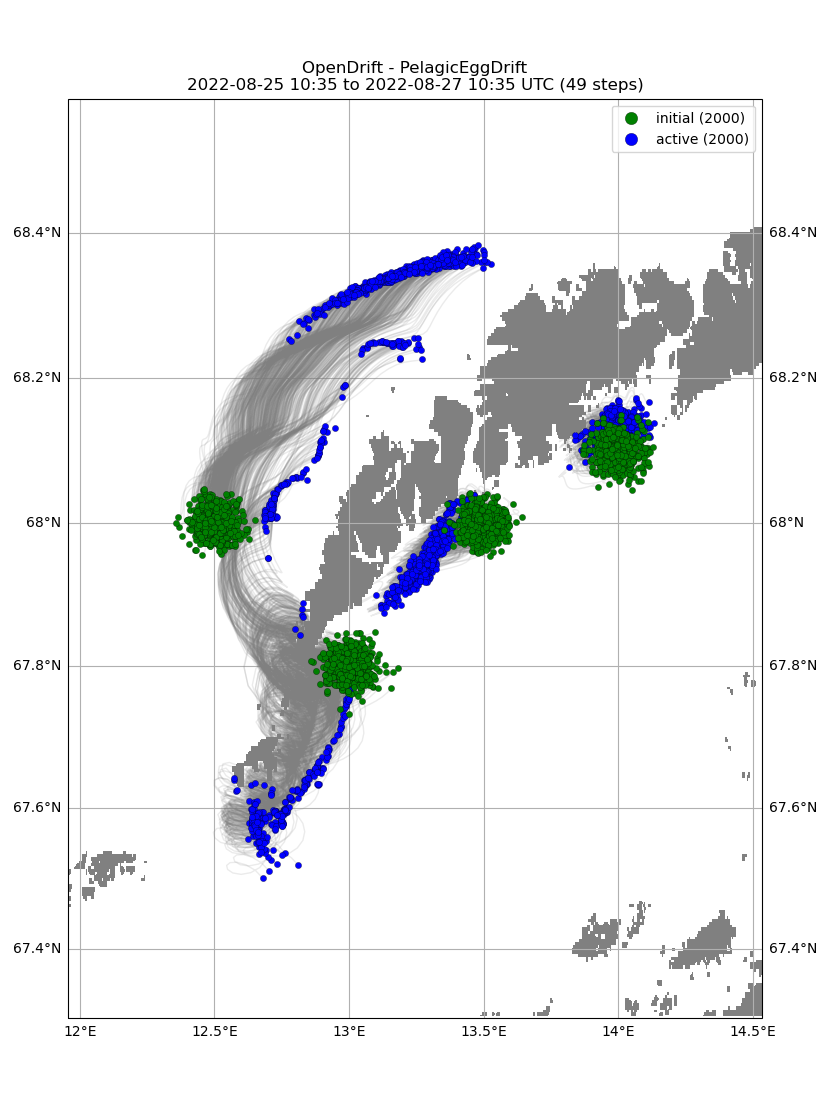 OpenDrift - PelagicEggDrift
2022-08-25 10:35 to 2022-08-27 10:35 UTC (49 steps)
initial (2000)
active (2000)
68.4°N
68.4°N
68.2°N
68.2°N
68°N
68°N
67.8°N
67.8°N
67.6°N
67.6°N
67.4°N
67.4°N
12°E
12.5°E
13°E
13.5°E
14°E
14.5°E